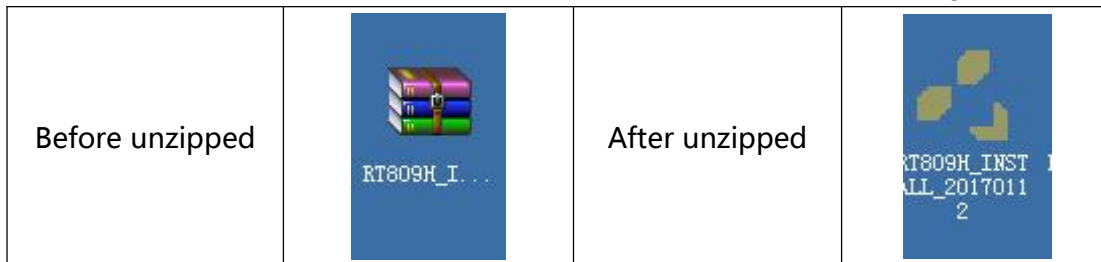 Before unzipped
RT809H_I...
After unzipped
RT809H_INST
ALL_2017011
2